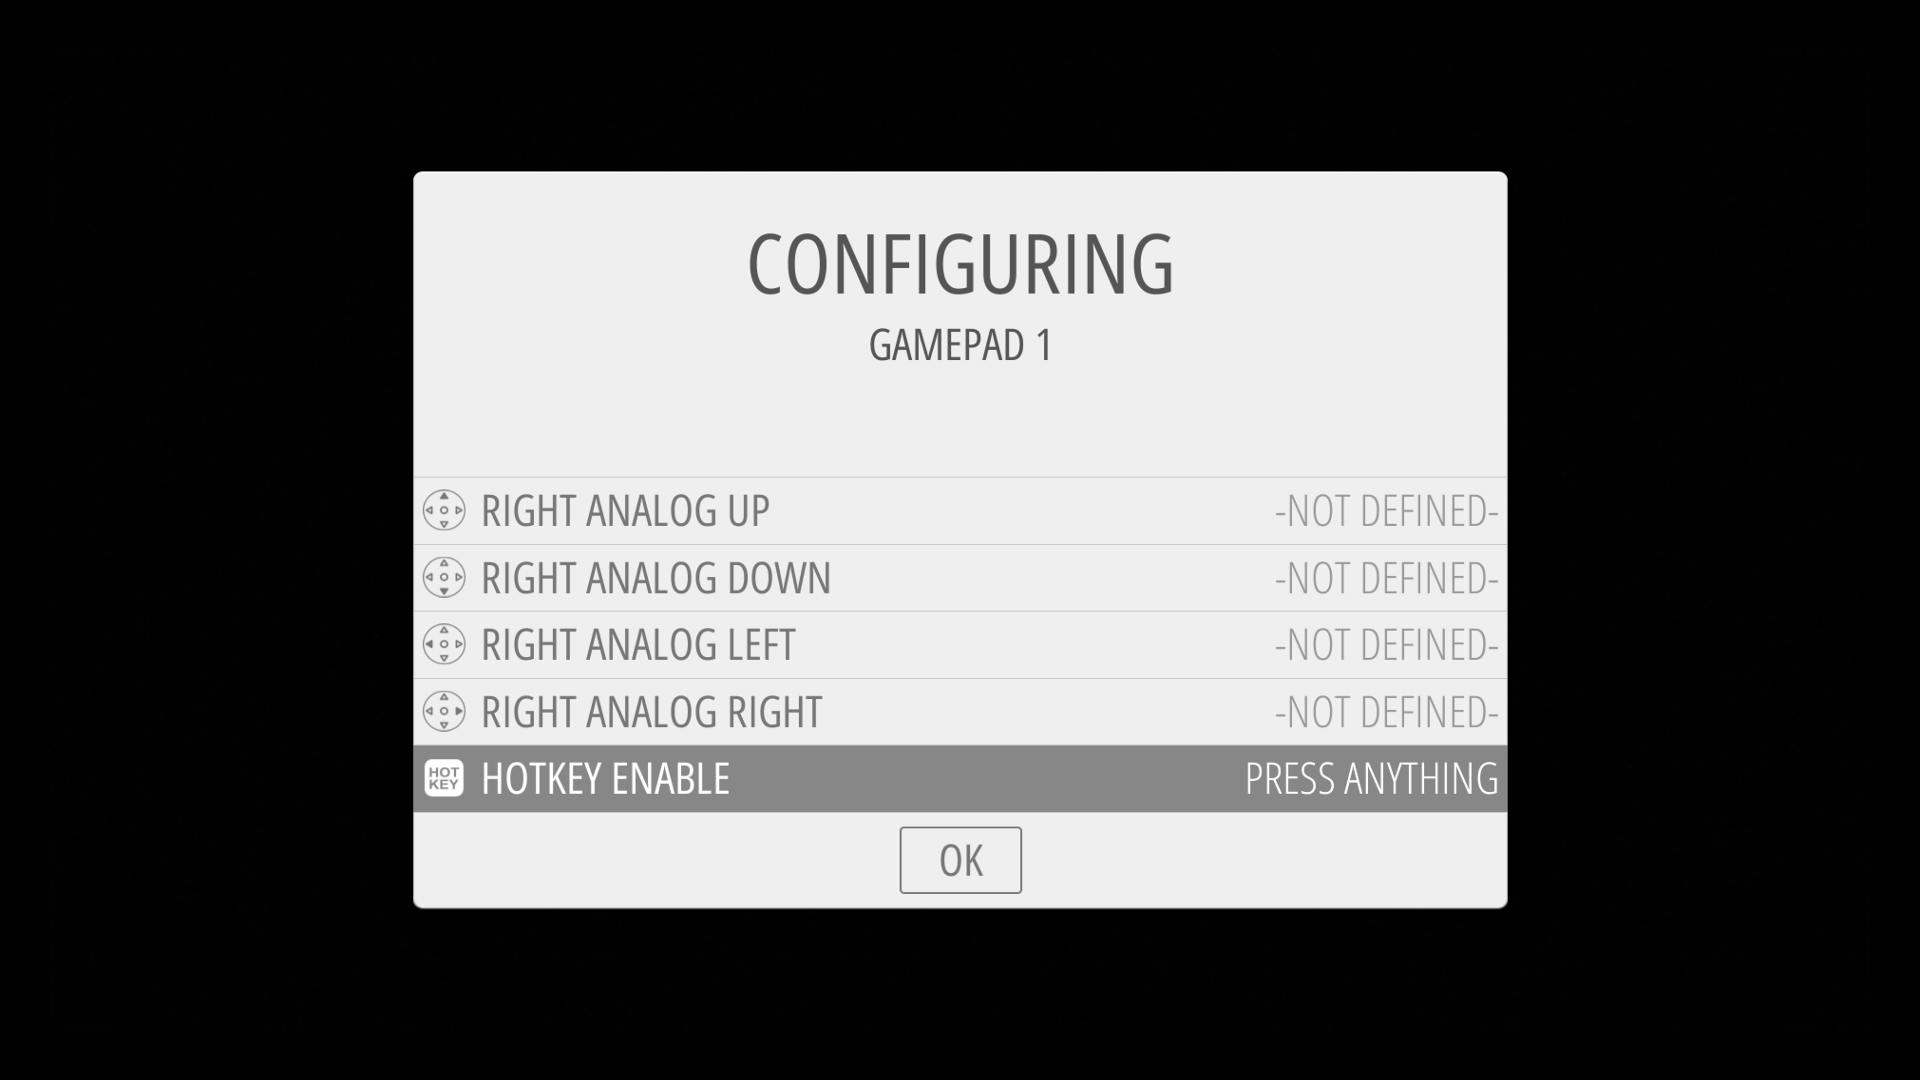 CONFIGURING
GAMEPAD 1
RIGHT ANALOG UP -NOT DEFINED-
RIGHT ANALOG DOWN -NOT DEFINED-
RIGHT ANALOG LEFT -NOT DEFINED-
RIGHT ANALOG RIGHT -NOT DEFINED-
HOT
KEY
HOTKEY ENABLE PRESS ANYTHING
OK